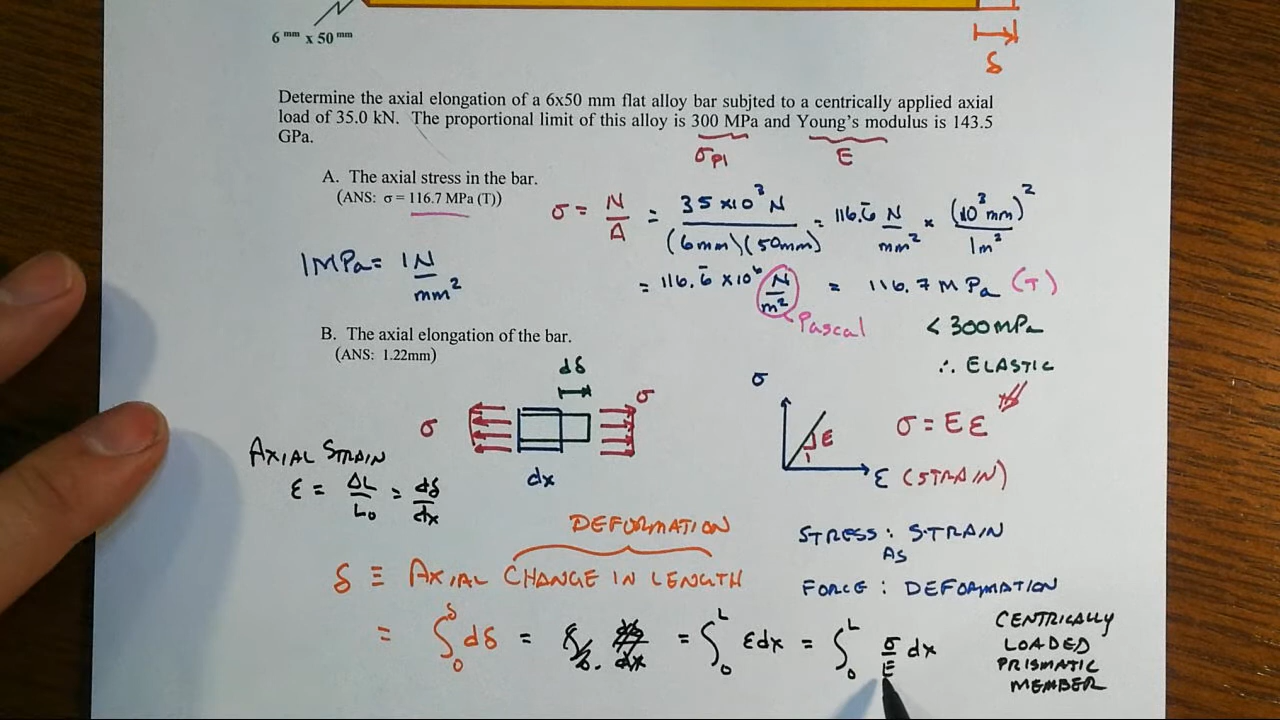 6 mm x 50 mm
δ
Determine the axial elongation of a 6x50 mm flat alloy bar subjted to a centrically applied axial
load of 35.0 kN. The proportional limit of this alloy is 300 MPa and Young's modulus is 143.5
GPa.
σPl E
A. The axial stress in the bar.
(ANS: σ = 116.7 MPa (T))
σ = N/A = 35 x10³ N / (6mm)(50mm) = 116.6̄ N/mm² x (10³mm)²/1m²
1MPa = 1N/mm²
= 116.6̄ x10⁶ N/m² = 116.7 MPa (T)
Pascal
< 300MPa
∴ ELASTIC
B. The axial elongation of the bar.
(ANS: 1.22mm)
dδ
σ σ
dx
σ
E
1
ε (STRAIN)
σ = Eε
AXIAL STRAIN
ε = ΔL/L₀ = dδ/dx
DEFORMATION
δ ≡ AXIAL CHANGE IN LENGTH
STRESS : STRAIN
AS
FORCE : DEFORMATION
= ∫₀^δ dδ = = ∫₀^L εdx = ∫₀^L σ/E dx
CENTRICALLY
LOADED
PRISMATIC
MEMBER